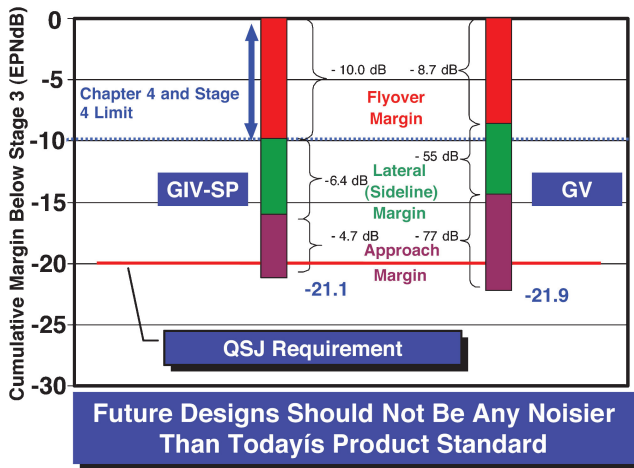 Cumulative Margin Below Stage 3 (EPNdB)
0
-5
-10
-15
-20
-25
-30
Chapter 4 and Stage
4 Limit
- 10.0 dB
- 8.7 dB
Flyover
Margin
- 55 dB
-6.4 dB
Lateral
(Sideline)
Margin
GIV-SP
GV
- 4.7 dB
- 77 dB
Approach
Margin
-21.1
-21.9
QSJ Requirement
Future Designs Should Not Be Any Noisier
Than Todayís Product Standard